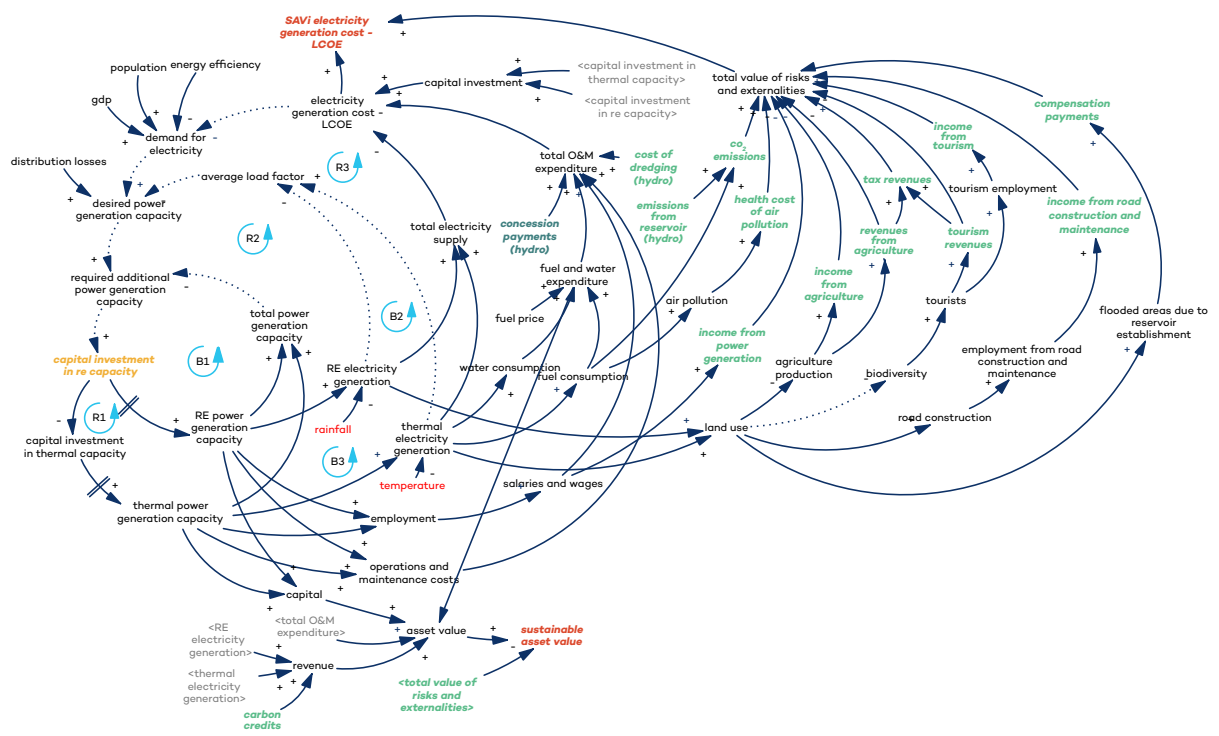 SAVi electricity
generation cost -
LCOE
population
energy efficiency
gdp
demand for
electricity
electricity
generation cost -
LCOE
capital investment
<capital investment in
thermal capacity>
<capital investment
in re capacity>
total value of risks
and externalities
compensation
payments
distribution losses
average load factor
desired power
generation capacity
R3
total O&M
expenditure
cost of
dredging
(hydro)
co2
emissions
income
from
tourism
tax revenues
tourism employment
emissions
from
reservoir
(hydro)
health cost
of air
pollution
income from road
construction and
maintenance
R2
total electricity
supply
concession
payments
(hydro)
revenues
from
agriculture
tourism
revenues
required additional
power generation
capacity
fuel and water
expenditure
income
from
agriculture
air pollution
tourists
total power
generation
capacity
B2
fuel price
flooded areas due to
reservoir
establishment
income from
power
generation
capital investment
in re capacity
B1
RE electricity
generation
water consumption
fuel consumption
agriculture
production
biodiversity
employment from road
construction and
maintenance
R1
RE power
generation
capacity
rainfall
thermal
electricity
generation
land use
road construction
capital investment
in thermal capacity
B3
temperature
salaries and wages
thermal power
generation capacity
employment
operations and
maintenance costs
capital
<total O&M
expenditure>
<RE
electricity
generation>
asset value
sustainable
asset value
revenue
<thermal
electricity
generation>
<total value of
risks and
externalities>
carbon
credits